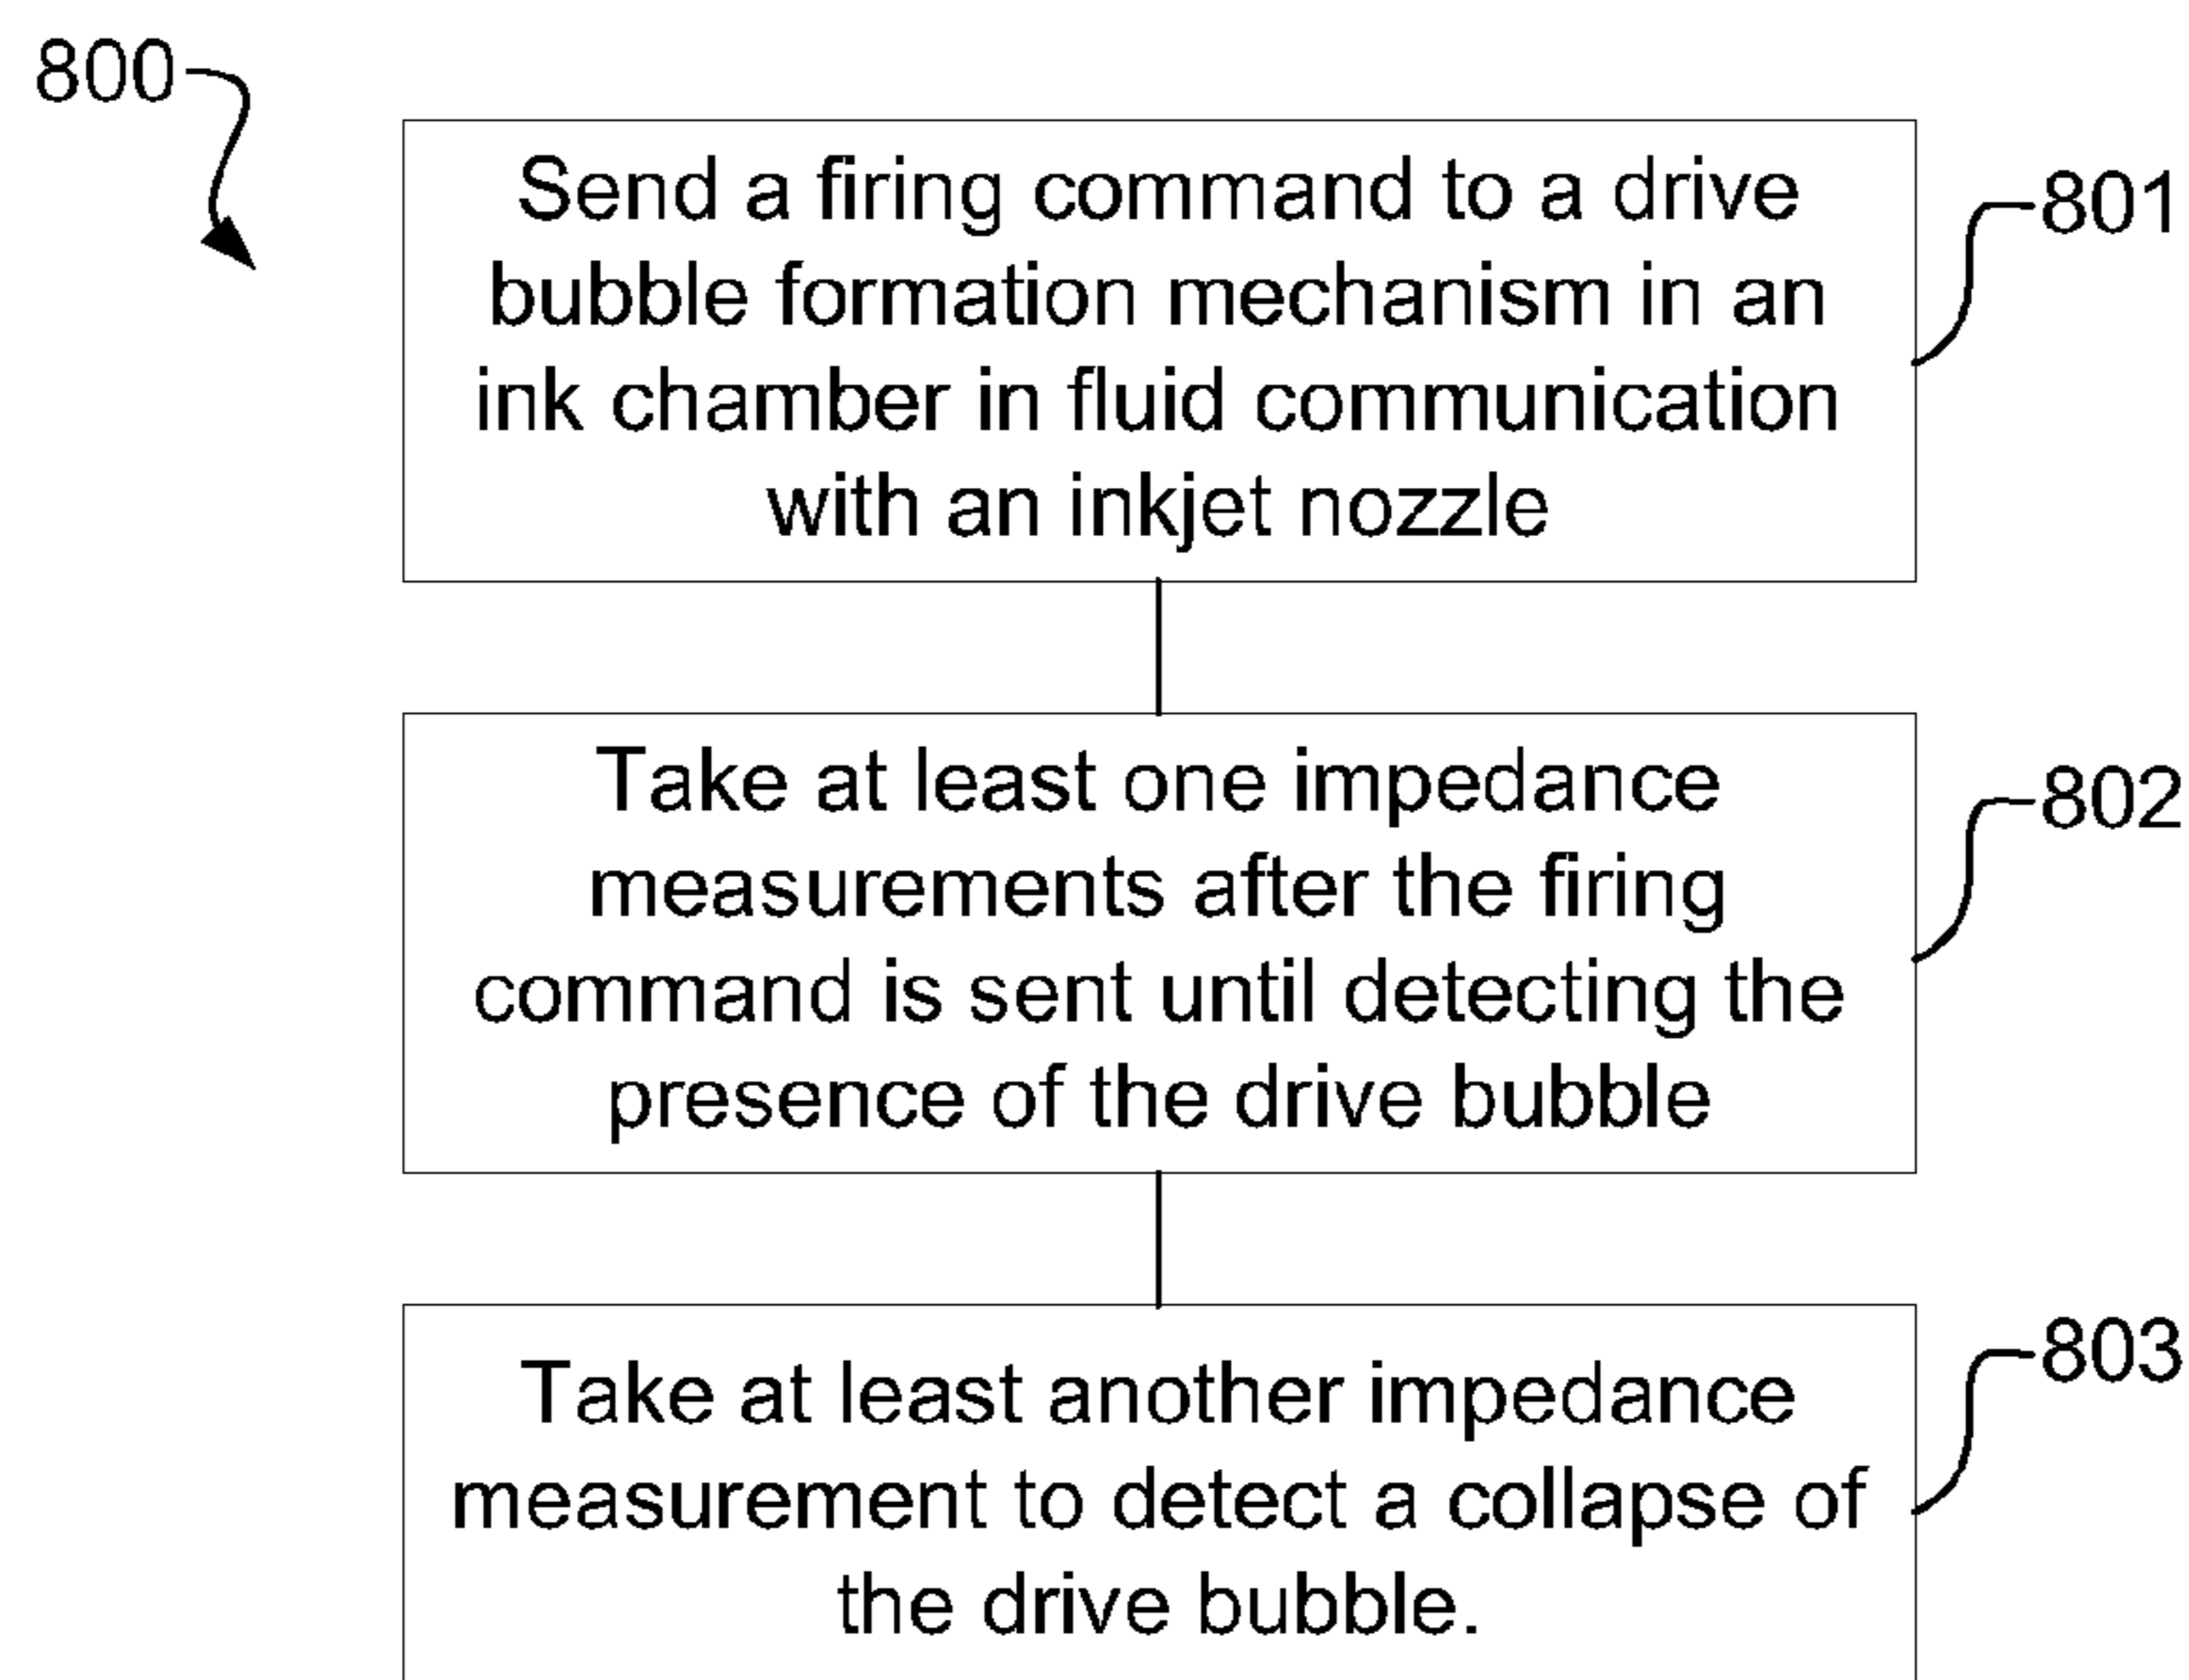 800
Send a firing command to a drive
bubble formation mechanism in an
ink chamber in fluid communication
with an inkjet nozzle
801
Take at least one impedance
measurements after the firing
command is sent until detecting the
presence of the drive bubble
802
Take at least another impedance
measurement to detect a collapse of
the drive bubble.
803